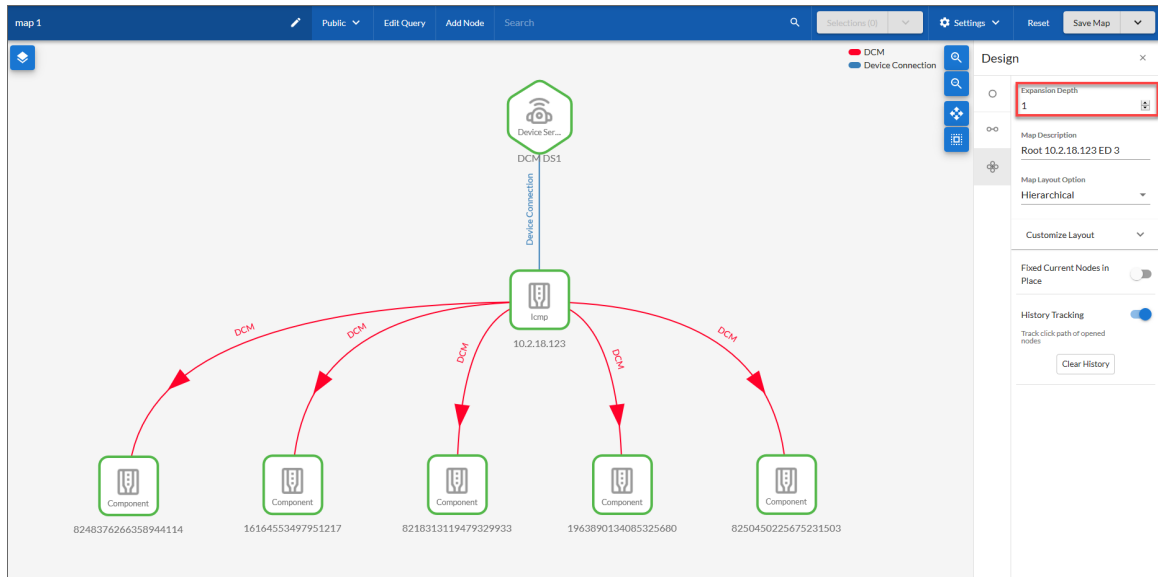 map 1
Public
Edit Query
Add Node
Search
Selections (0)
Settings
Reset
Save Map
DCM
Device Connection
Device Ser...
DCM DS1
Device Connection
Icmp
10.2.18.123
DCM
DCM
DCM
DCM
DCM
Component
Component
Component
Component
Component
8248376266358944114
16164553497951217
8218313119479329933
1963890134085325680
8250450225675231503
Design
Expansion Depth
1
Map Description
Root 10.2.18.123 ED 3
Map Layout Option
Hierarchical
Customize Layout
Fixed Current Nodes in
Place
History Tracking
Track click path of opened
nodes
Clear History